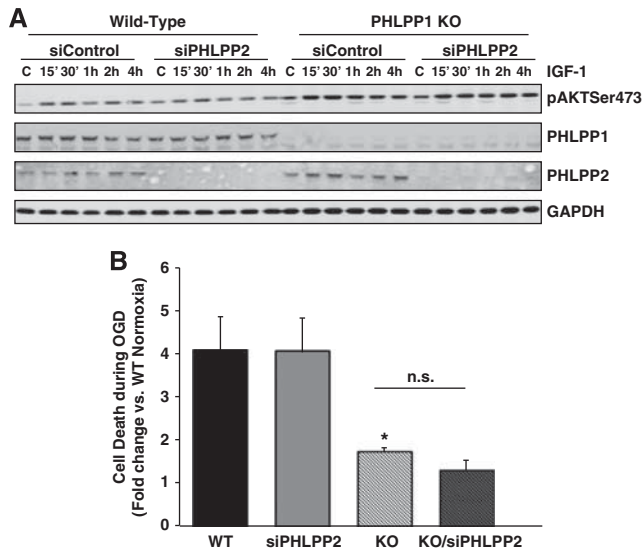 A
Wild-Type PHLPP1 KO
siControl siPHLPP2 siControl siPHLPP2
C 15' 30' 1h 2h 4h C 15' 30' 1h 2h 4h C 15' 30' 1h 2h 4h C 15' 30' 1h 2h 4h IGF-1
pAKTSer473
PHLPP1
PHLPP2
GAPDH
B
Cell Death during OGD
(Fold change vs. WT Normoxia)
6
5
4
3
2
1
0
n.s.
*
WT siPHLPP2 KO KO/siPHLPP2